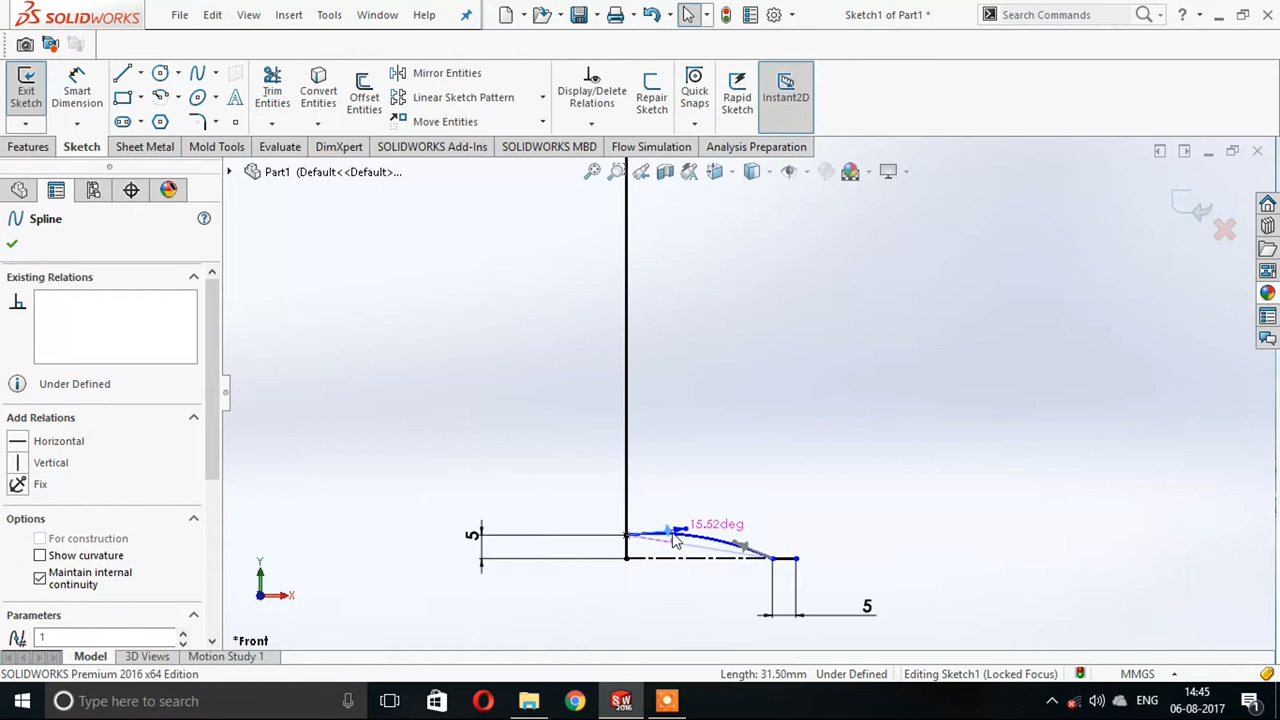 SOLIDWORKS
File
Edit
View
Insert
Tools
Window
Help
Sketch1 of Part1 *
Search Commands
?
Exit
Sketch
Smart
Dimension
Trim
Entities
Convert
Entities
Offset
Entities
Mirror Entities
Linear Sketch Pattern
Move Entities
Display/Delete
Relations
Repair
Sketch
Quick
Snaps
Rapid
Sketch
Instant2D
Features
Sketch
Sheet Metal
Mold Tools
Evaluate
DimXpert
SOLIDWORKS Add-Ins
SOLIDWORKS MBD
Flow Simulation
Analysis Preparation
Part1 (Default<<Default>...
Spline
?
Existing Relations
Under Defined
Add Relations
Horizontal
Vertical
Fix
Options
For construction
Show curvature
Maintain internal
continuity
Parameters
1
15.52deg
5
5
Y
X
*Front
Model
3D Views
Motion Study 1
SOLIDWORKS Premium 2016 x64 Edition
Length: 31.50mm
Under Defined
Editing Sketch1 (Locked Focus)
MMGS
Type here to search
SW
2016
ENG
14:45
06-08-2017
1